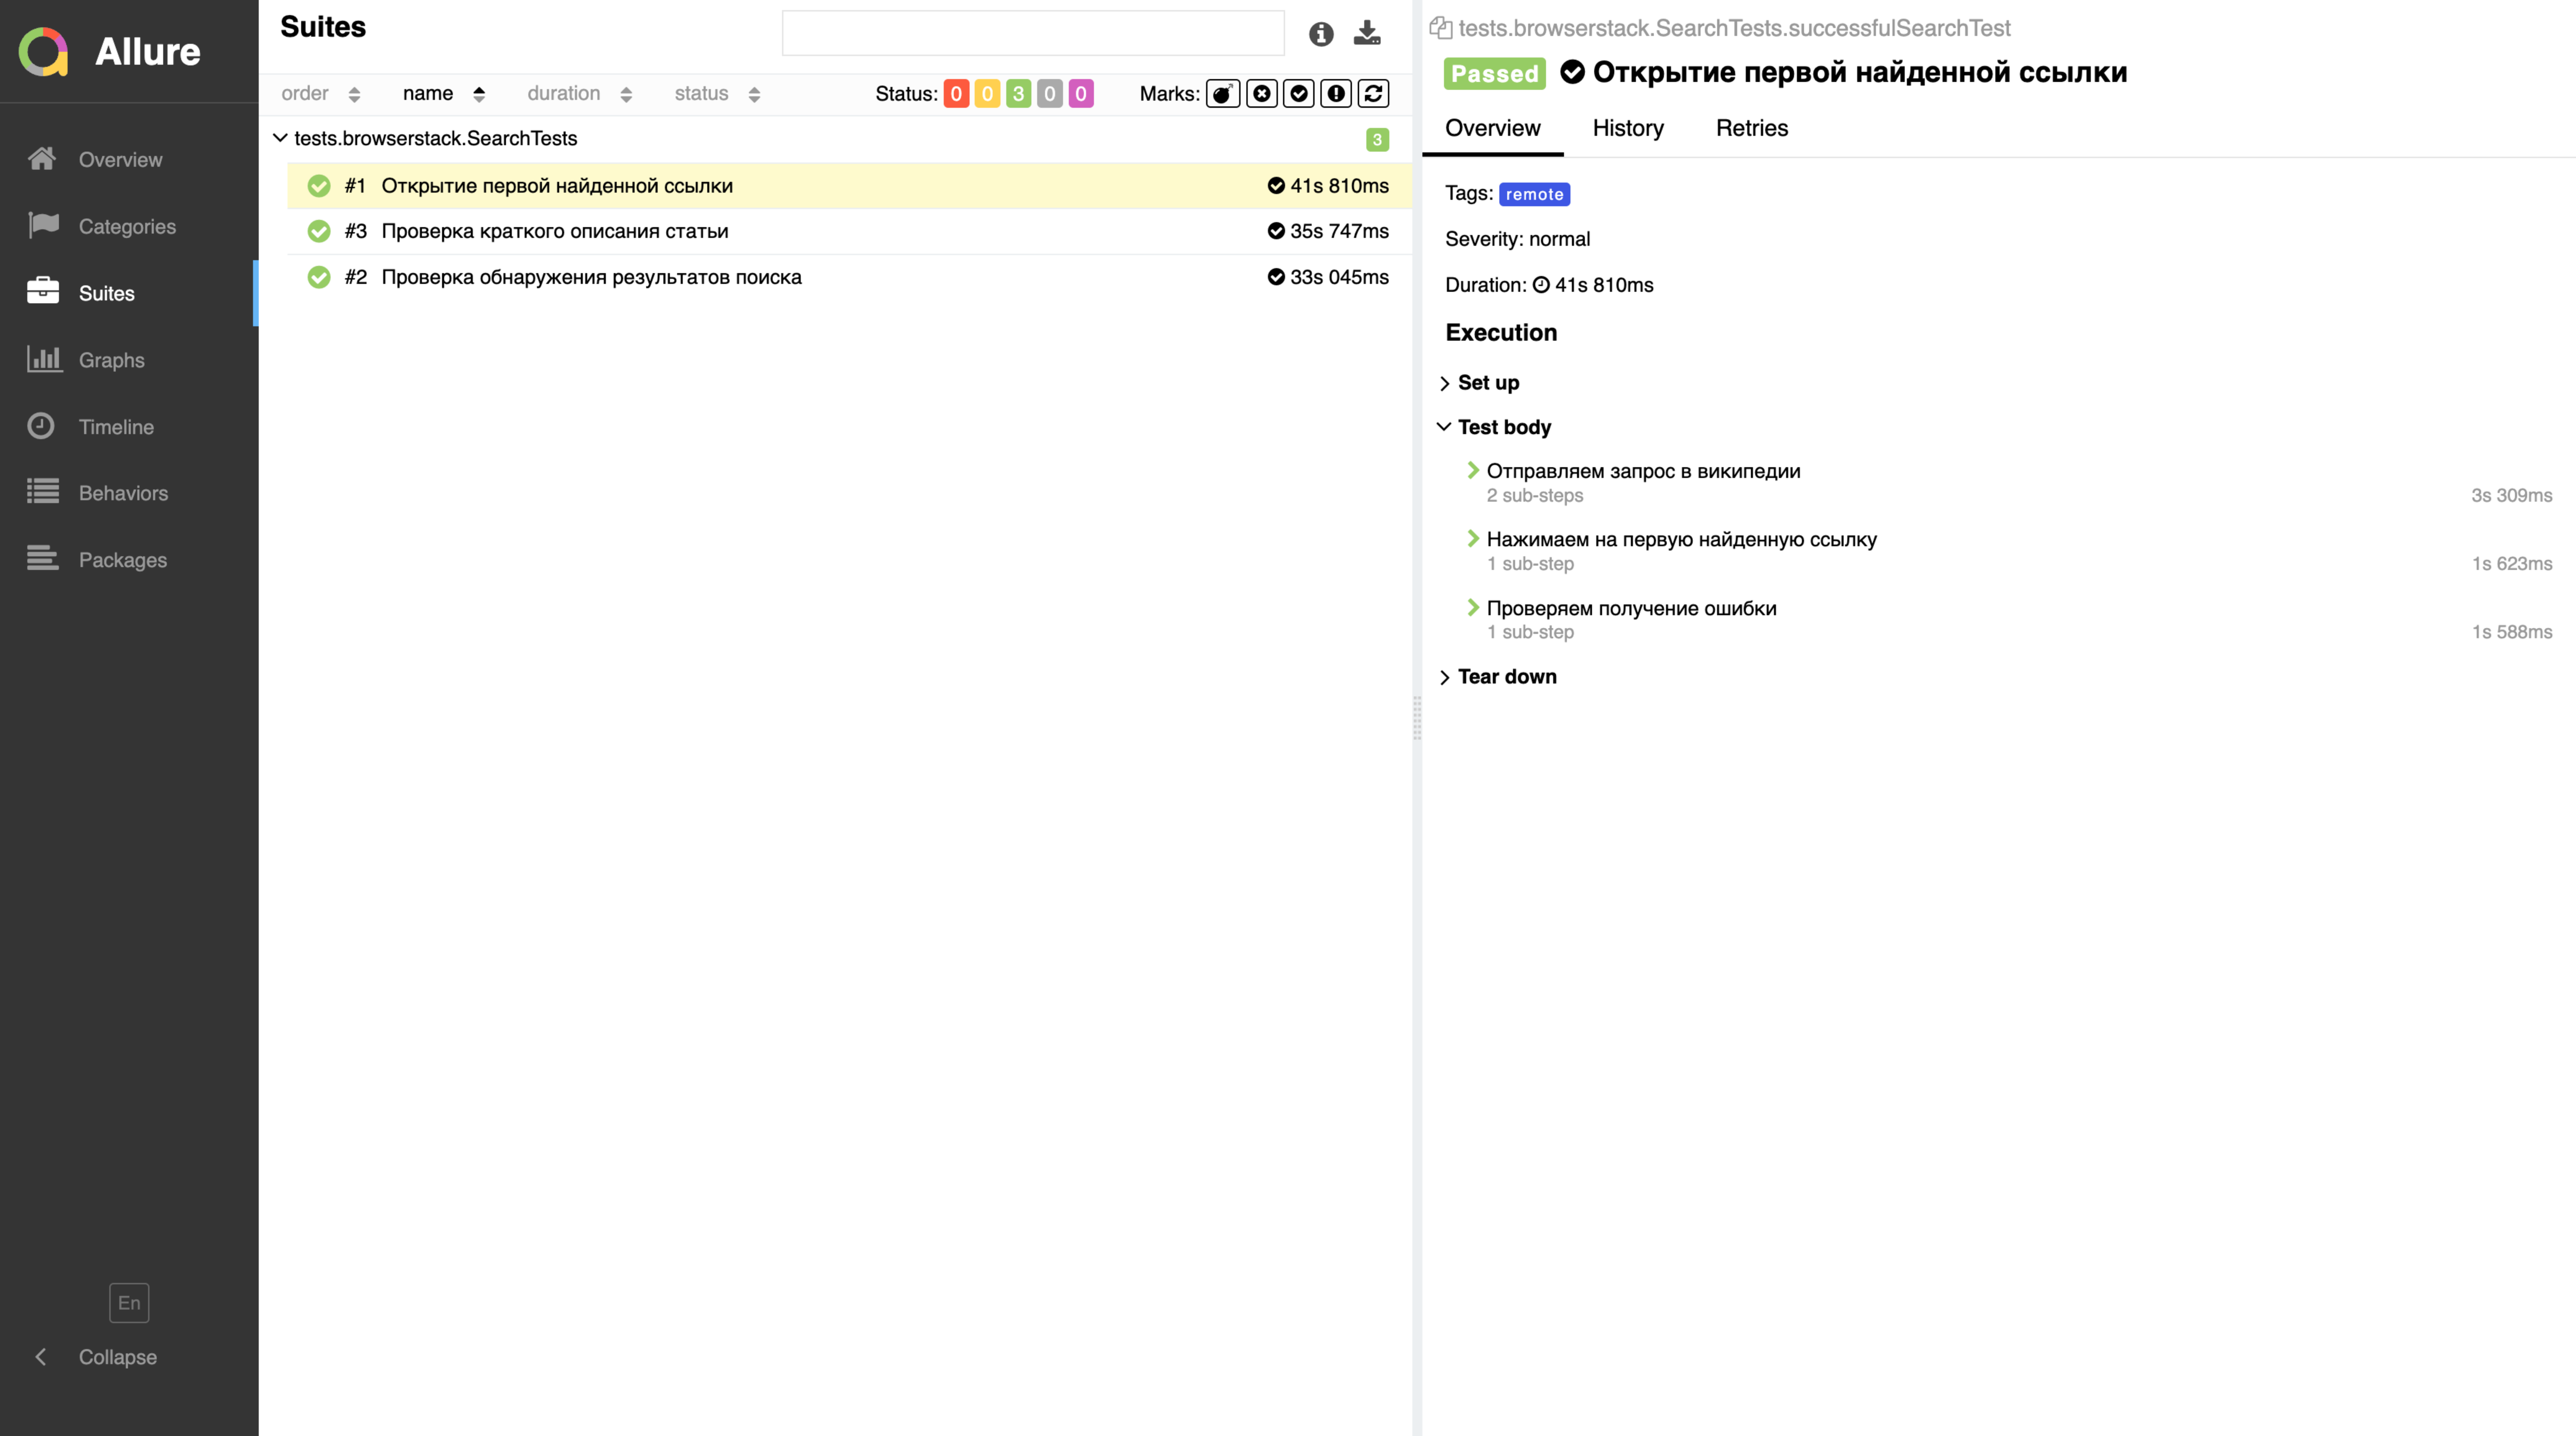 Allure
Overview
Categories
Suites
Graphs
Timeline
Behaviors
Packages
En
Collapse
Suites
order name duration status Status: 0 0 3 0 0 Marks:
tests.browserstack.SearchTests 3
#1 Открытие первой найденной ссылки 41s 810ms
#3 Проверка краткого описания статьи 35s 747ms
#2 Проверка обнаружения результатов поиска 33s 045ms
tests.browserstack.SearchTests.successfulSearchTest
Passed Открытие первой найденной ссылки
Overview History Retries
Tags: remote
Severity: normal
Duration: 41s 810ms
Execution
Set up
Test body
Отправляем запрос в википедии
2 sub-steps 3s 309ms
Нажимаем на первую найденную ссылку
1 sub-step 1s 623ms
Проверяем получение ошибки
1 sub-step 1s 588ms
Tear down